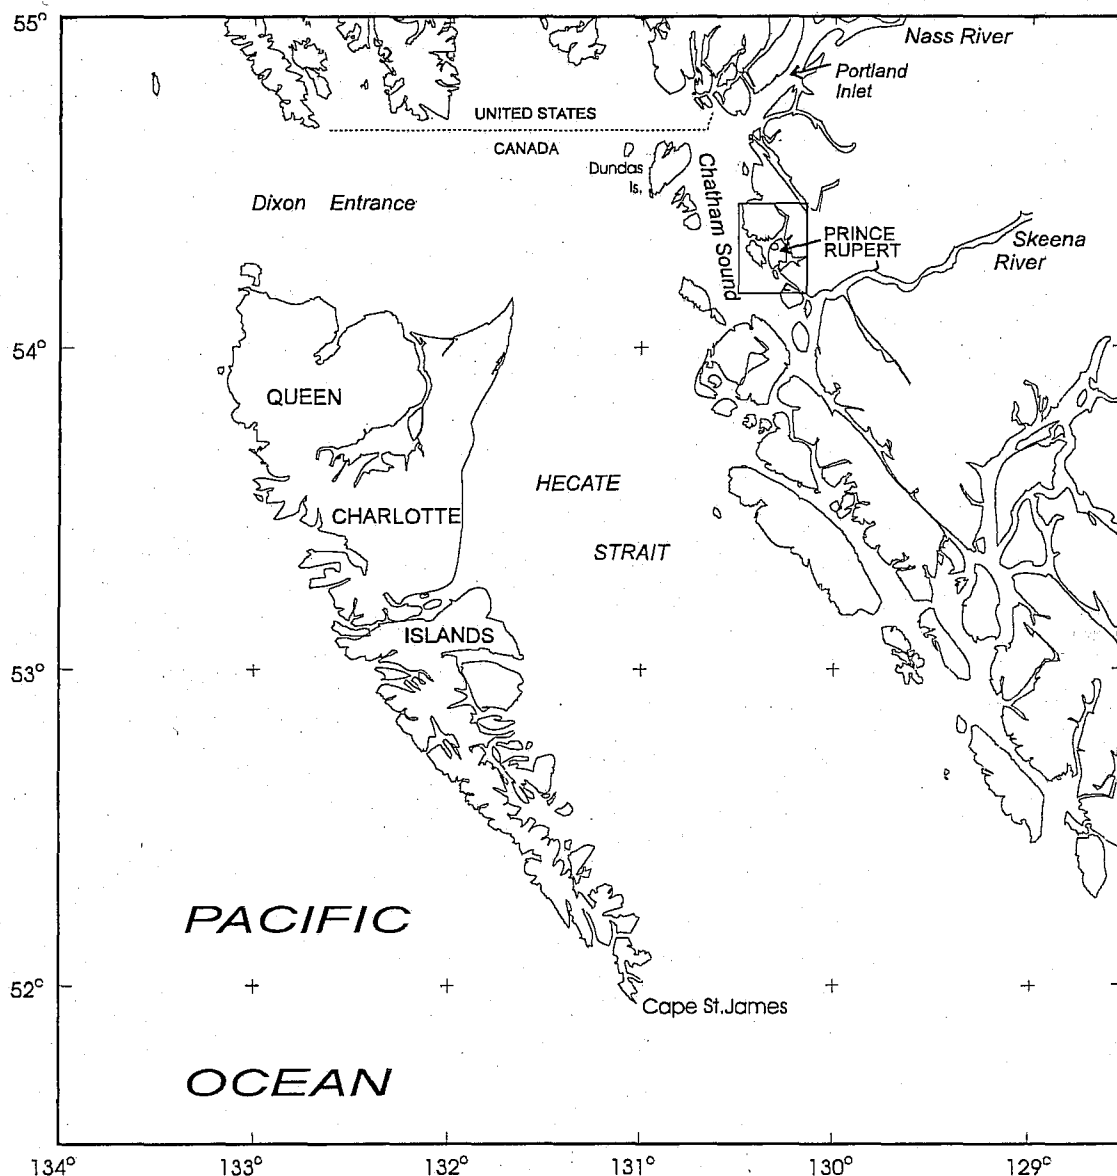 55°
Nass River
Portland
Inlet
UNITED STATES
CANADA
Dundas
Is.
Chatham Sound
Dixon Entrance
PRINCE
RUPERT
Skeena
River
54°
QUEEN
HECATE
CHARLOTTE
STRAIT
ISLANDS
53°
PACIFIC
52°
Cape St.James
OCEAN
134° 133° 132° 131° 130° 129°